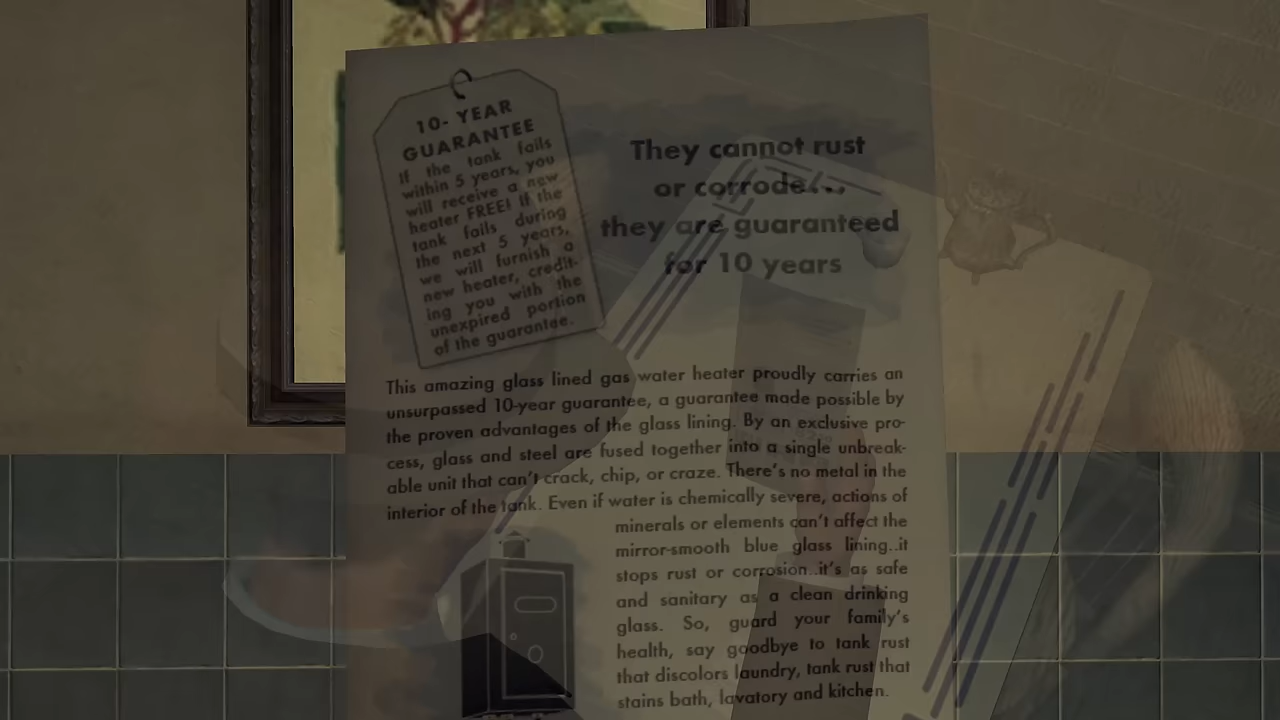 10- YEAR
GUARANTEE
If the tank fails
within 5 years, you
will receive a new
heater FREE! If the
tank fails during
the next 5 years,
we will furnish a
new heater, credit-
ing you with the
unexpired portion
of the guarantee.
They cannot rust
or corrode...
they are guaranteed
for 10 years
This amazing glass lined gas water heater proudly carries an
unsurpassed 10-year guarantee, a guarantee made possible by
the proven advantages of the glass lining. By an exclusive pro-
cess, glass and steel are fused together into a single unbreak-
able unit that can't crack, chip, or craze. There's no metal in the
interior of the tank. Even if water is chemically severe, actions of
minerals or elements can't affect the
mirror-smooth blue glass lining..it
stops rust or corrosion..it's as safe
and sanitary as a clean drinking
glass. So, guard your family's
health, say goodbye to tank rust
that discolors laundry, tank rust that
stains bath, lavatory and kitchen.